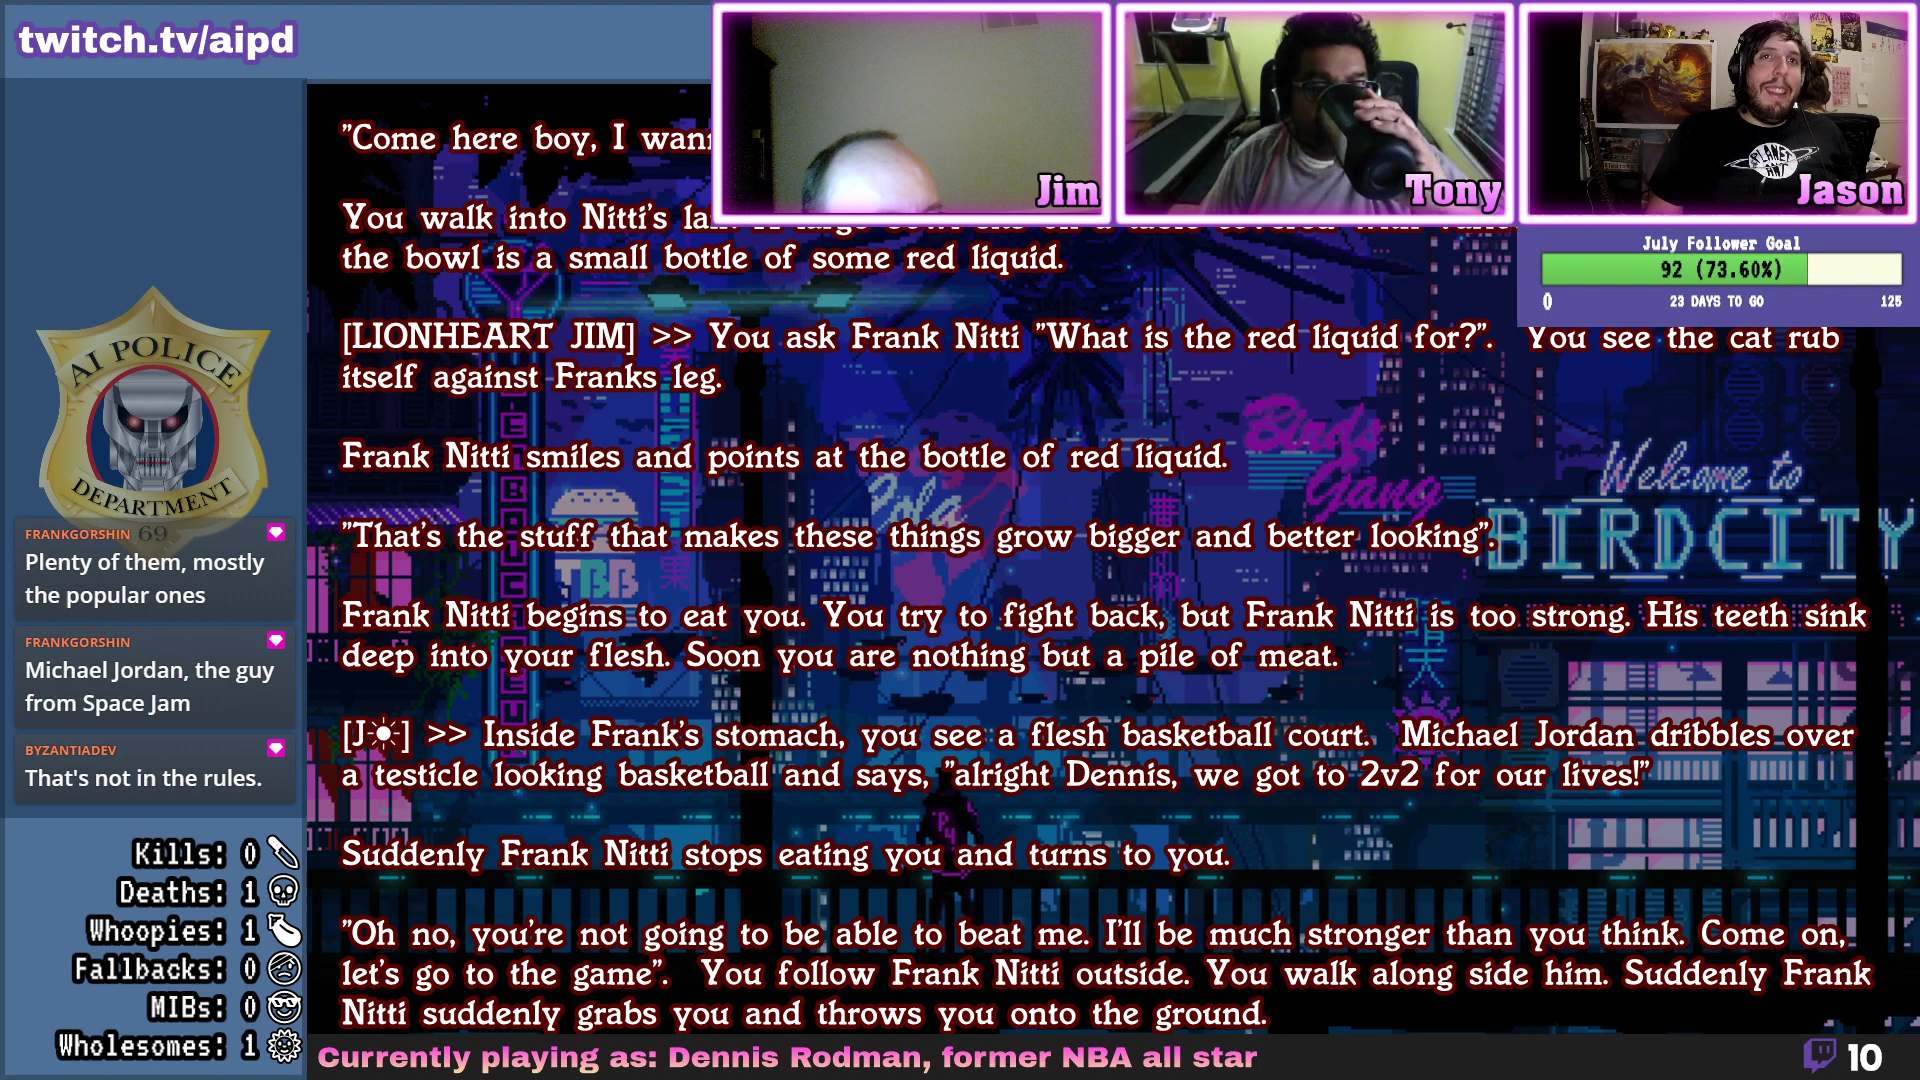 twitch.tv/aipd
Jim
Tony
Jason
July Follower Goal
92 (73.60%)
0
23 DAYS TO GO
125
"Come here boy, I
You walk into Nitti's
the bowl is a small bottle of some red liquid.
[LIONHEART JIM] >> You ask Frank Nitti "What is the red liquid for?". You see the cat rub
itself against Franks leg.
Frank Nitti smiles and points at the bottle of red liquid.
"That's the stuff that makes these things grow bigger and better looking".
Frank Nitti begins to eat you. You try to fight back, but Frank Nitti is too strong. His teeth sink
deep into your flesh. Soon you are nothing but a pile of meat.
[J☀] >> Inside Frank's stomach, you see a flesh basketball court. Michael Jordan dribbles over
a testicle looking basketball and says, "alright Dennis, we got to 2v2 for our lives!"
Suddenly Frank Nitti stops eating you and turns to you.
"Oh no, you're not going to be able to beat me. I'll be much stronger than you think. Come on,
let's go to the game". You follow Frank Nitti outside. You walk along side him. Suddenly Frank
Nitti suddenly grabs you and throws you onto the ground.
Birds
Gang
Welcome to
BIRDCITY
TBB
PLANET
ANT
AI POLICE
DEPARTMENT
69
FRANKGORSHIN
Plenty of them, mostly
the popular ones
FRANKGORSHIN
Michael Jordan, the guy
from Space Jam
BYZANTIADEV
That's not in the rules.
Kills: 0
Deaths: 1
Whoopies: 1
Fallbacks: 0
MIBs: 0
Wholesomes: 1
Currently playing as: Dennis Rodman, former NBA all star
10